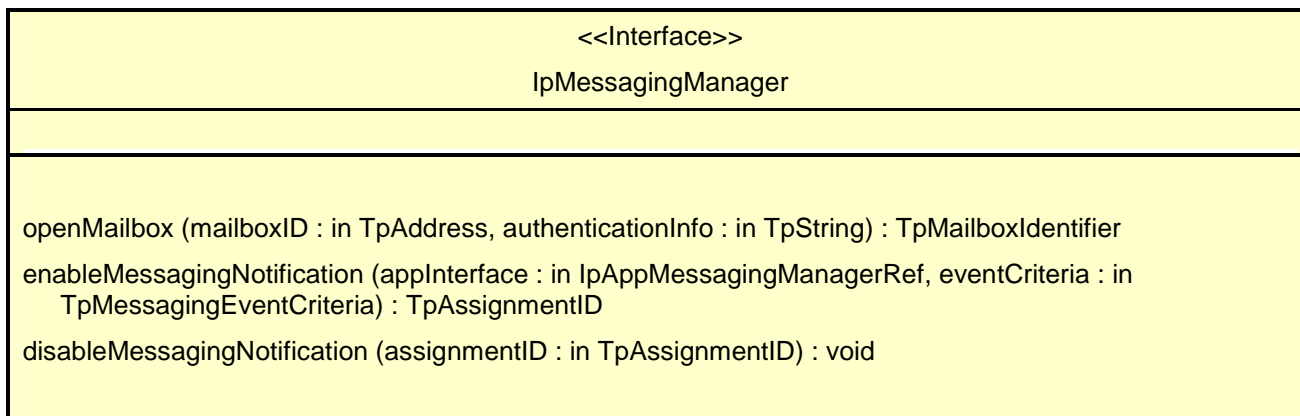 <<Interface>>
IpMessagingManager
openMailbox (mailboxID : in TpAddress, authenticationInfo : in TpString) : TpMailboxIdentifier
enableMessagingNotification (appInterface : in IpAppMessagingManagerRef, eventCriteria : in
TpMessagingEventCriteria) : TpAssignmentID
disableMessagingNotification (assignmentID : in TpAssignmentID) : void